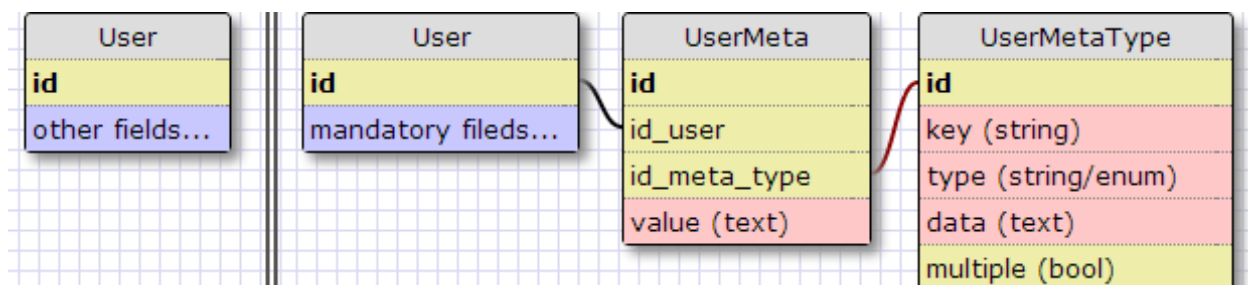 User
id
other fields...
User
id
mandatory fileds...
UserMeta
id
id_user
id_meta_type
value (text)
UserMetaType
id
key (string)
type (string/enum)
data (text)
multiple (bool)